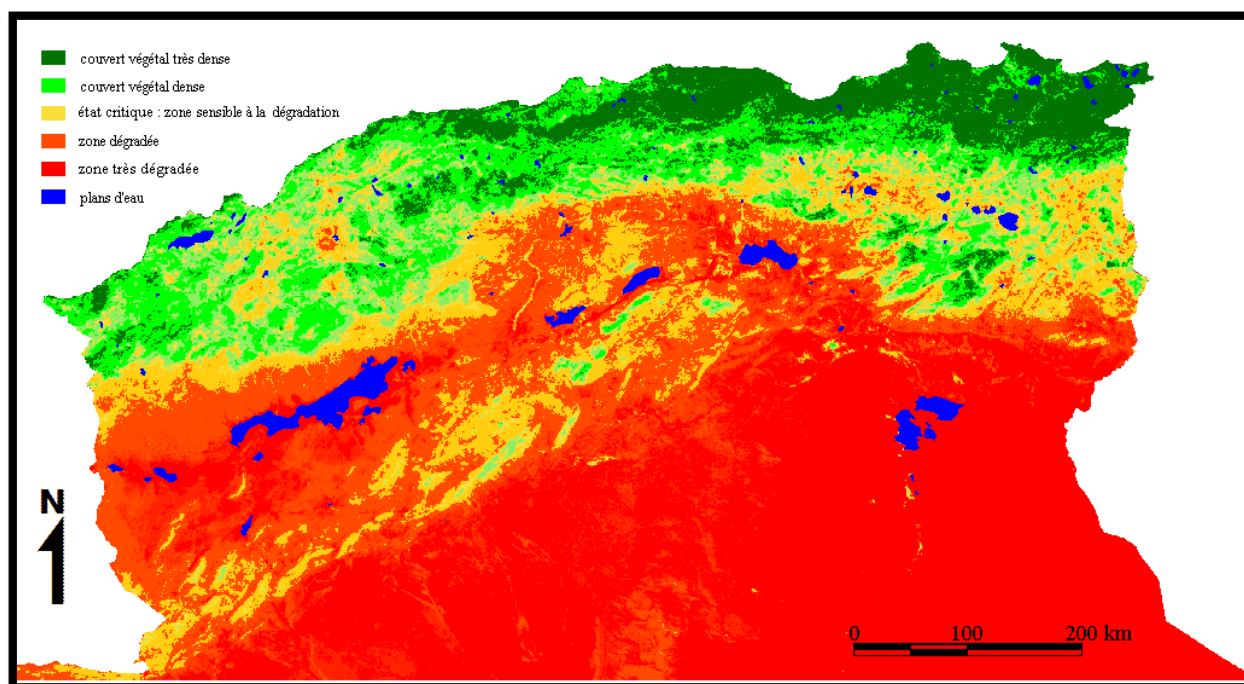 couvert végétal très dense
couvert végétal dense
état critique : zone sensible à la dégradation
zone dégradée
zone très dégradée
plans d'eau
N
0 100 200 km